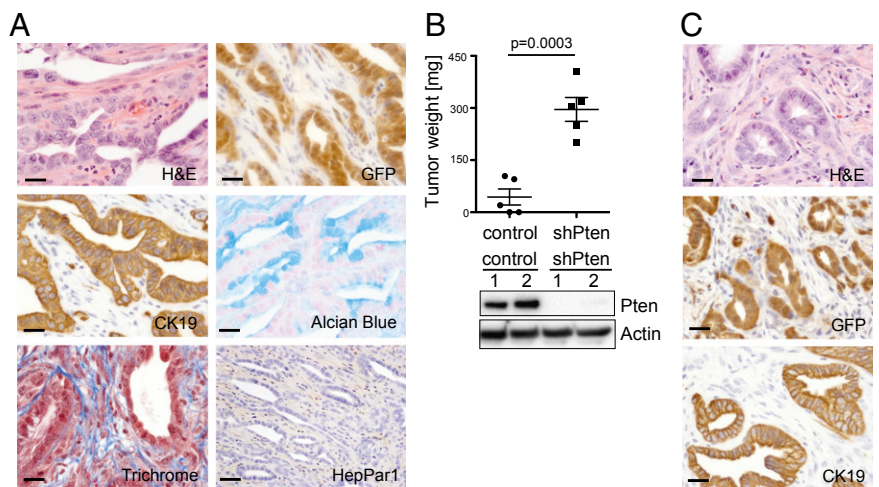 A
H&E
GFP
CK19
Alcian Blue
Trichrome
HepPar1
B
p=0.0003
Tumor weight [mg]
450
300
150
0
control shPten
control shPten
1 2 1 2
Pten
Actin
C
H&E
GFP
CK19